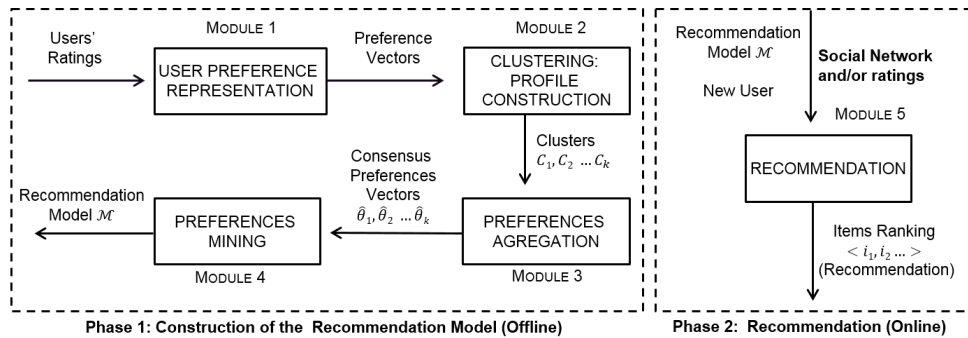 MODULE 1
Users'
Ratings
USER PREFERENCE
REPRESENTATION
Preference
Vectors
MODULE 2
CLUSTERING:
PROFILE
CONSTRUCTION
Clusters
C₁, C₂ ... Cₖ
Consensus
Preferences
Vectors
θ̂₁, θ̂₂ ... θ̂ₖ
PREFERENCES
AGREGATION
MODULE 3
PREFERENCES
MINING
MODULE 4
Recommendation
Model ℳ
Phase 1: Construction of the Recommendation Model (Offline)
Recommendation
Model ℳ
New User
Social Network
and/or ratings
MODULE 5
RECOMMENDATION
Items Ranking
< i₁, i₂ ... >
(Recommendation)
Phase 2: Recommendation (Online)